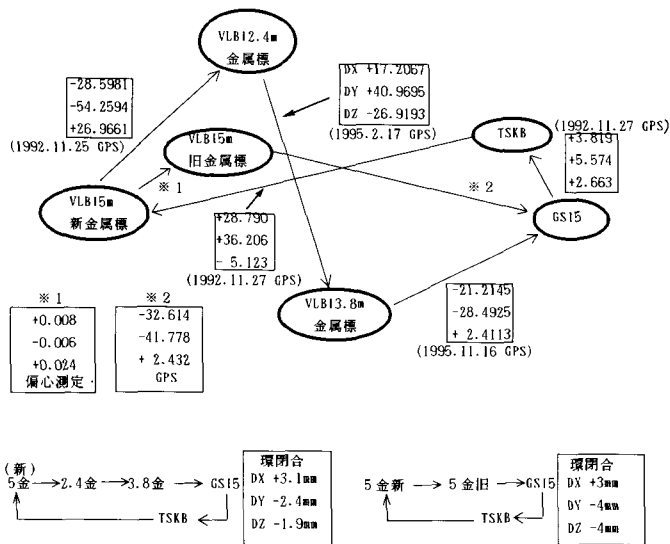 VLBI2.4m
金属標
-28.5981
-54.2594
+26.9661
(1992.11.25 GPS)
DX +17.2067
DY +40.9695
DZ -26.9193
(1995.2.17 GPS)
VLBI5m
旧金属標
TSKB
(1992.11.27 GPS)
+3.819
+5.574
+2.663
※ 1
※ 2
VLBI5m
新金属標
GS15
+28.790
+36.206
- 5.123
(1992.11.27 GPS)
VLBI3.8m
金属標
-21.2145
-28.4925
+ 2.4113
(1995.11.16 GPS)
※ 1
+0.008
-0.006
+0.024
偏心測定
※ 2
-32.614
-41.778
+ 2.432
GPS
(新)
5金 2.4金 3.8金 GS15
TSKB
環閉合
DX +3.1mm
DY -2.4mm
DZ -1.9mm
5金新 5金旧 GS15
TSKB
環閉合
DX +3mm
DY -4mm
DZ -4mm